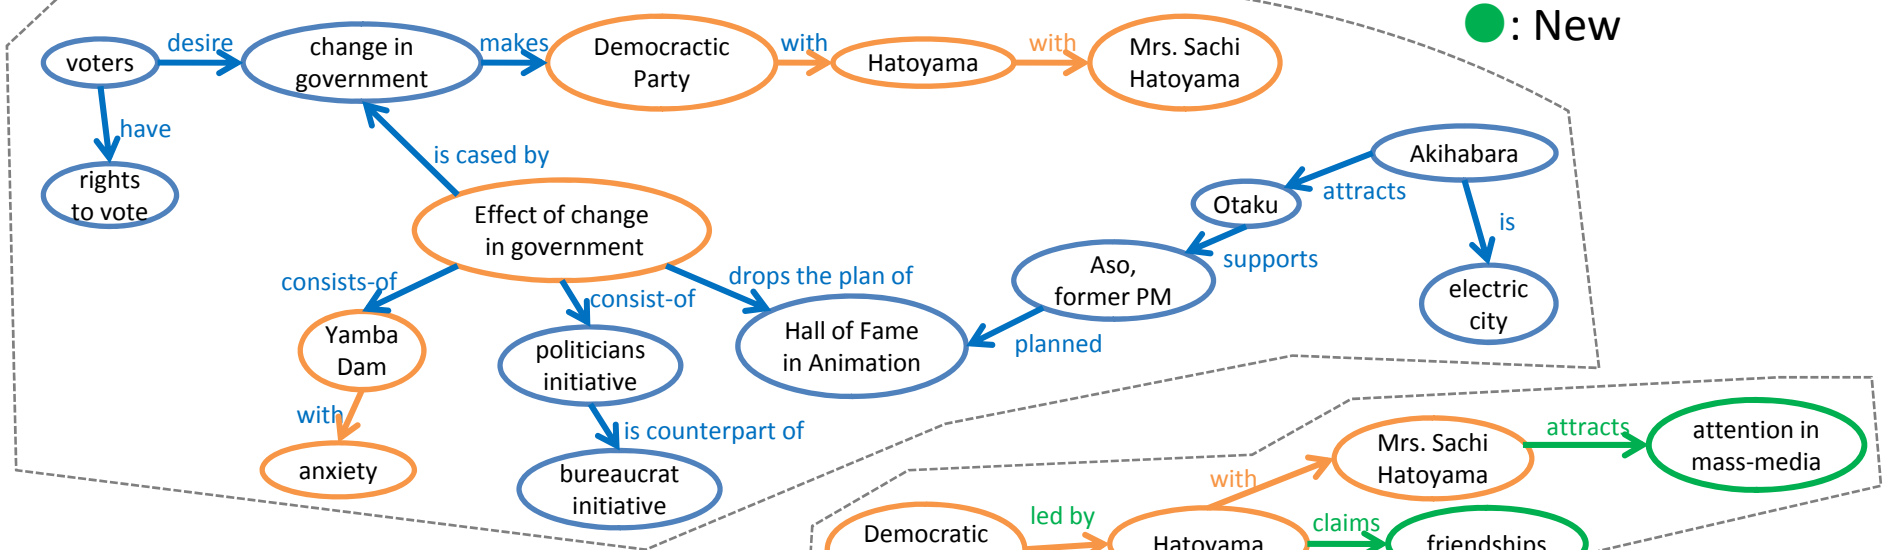 : New
voters
desire
change in
government
makes
Democractic
Party
with
Hatoyama
with
Mrs. Sachi
Hatoyama
have
rights
to vote
is cased by
Effect of change
in government
Akihabara
attracts
Otaku
is
supports
electric
city
Aso,
former PM
planned
drops the plan of
Hall of Fame
in Animation
consists-of
consist-of
Yamba
Dam
politicians
initiative
with
anxiety
is counterpart of
bureaucrat
initiative
Mrs. Sachi
Hatoyama
attracts
attention in
mass-media
with
Democratic
led by
Hatoyama
claims
friendships